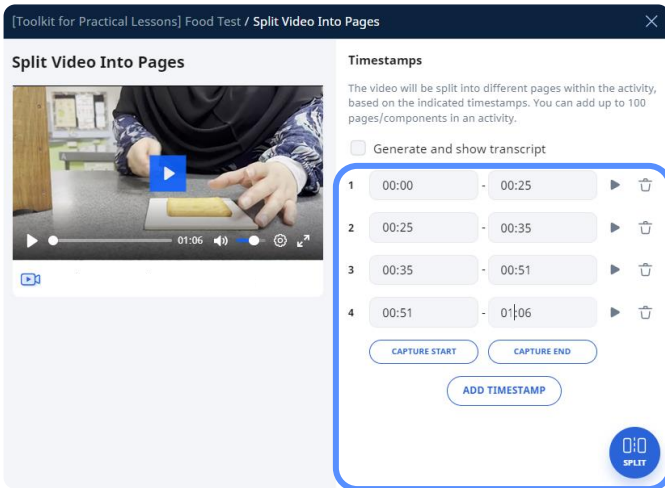 [Toolkit for Practical Lessons] Food Test / Split Video Into Pages
Split Video Into Pages
01:06
Timestamps
The video will be split into different pages within the activity,
based on the indicated timestamps. You can add up to 100
pages/components in an activity.
Generate and show transcript
1 00:00 - 00:25
2 00:25 - 00:35
3 00:35 - 00:51
4 00:51 - 01:06
CAPTURE START CAPTURE END
ADD TIMESTAMP
SPLIT